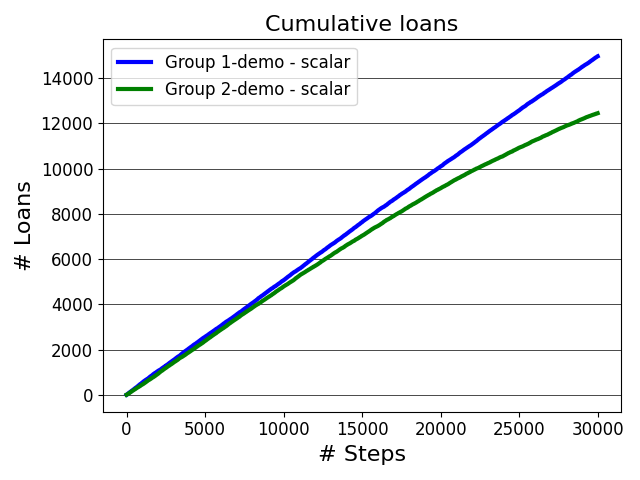 Cumulative loans
Group 1-demo - scalar
Group 2-demo - scalar
# Loans
14000
12000
10000
8000
6000
4000
2000
0
0 5000 10000 15000 20000 25000 30000
# Steps